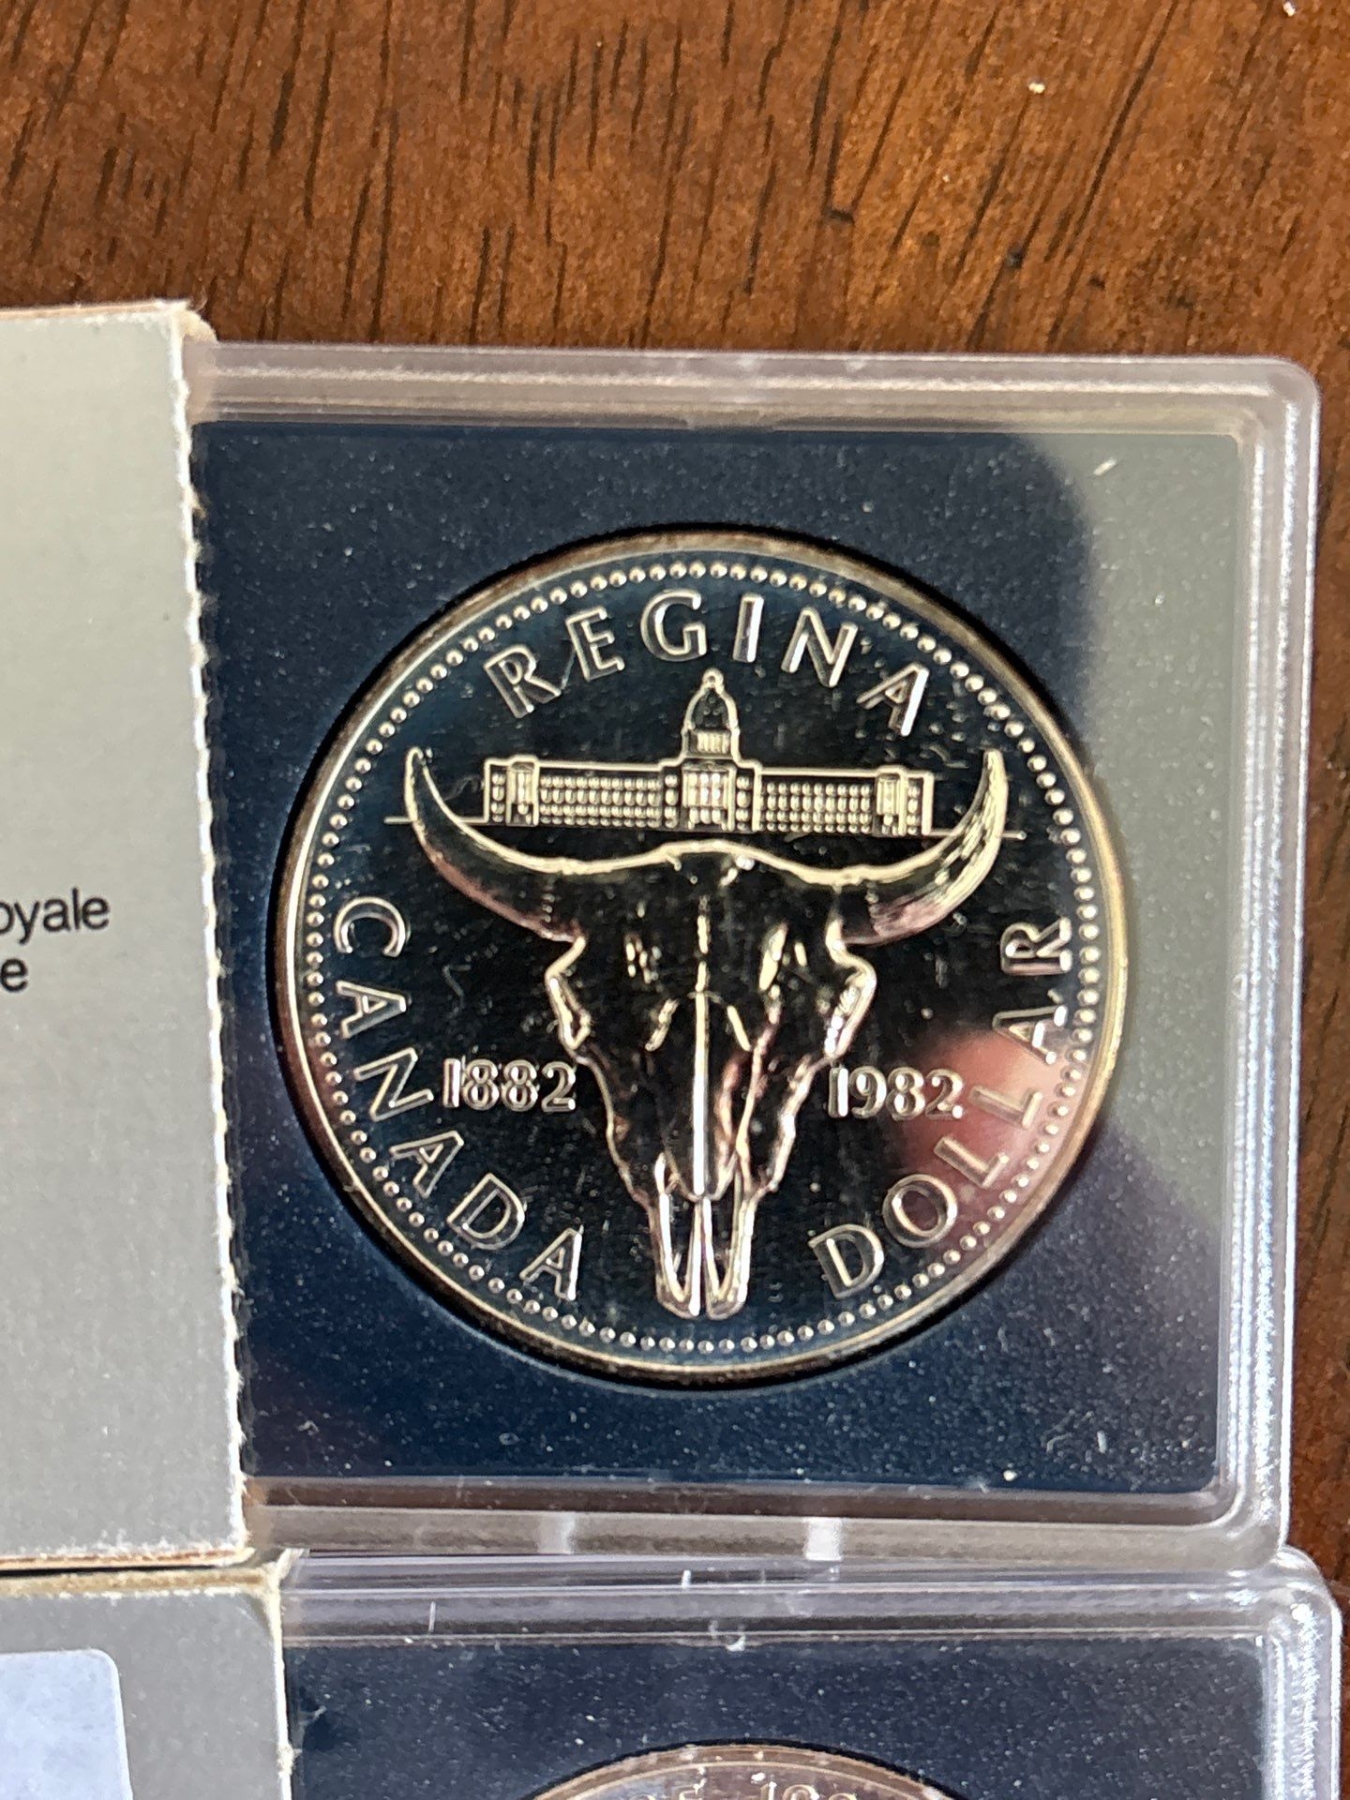 REGINA
CANADA
1882
1982
DOLLAR
oyale
e